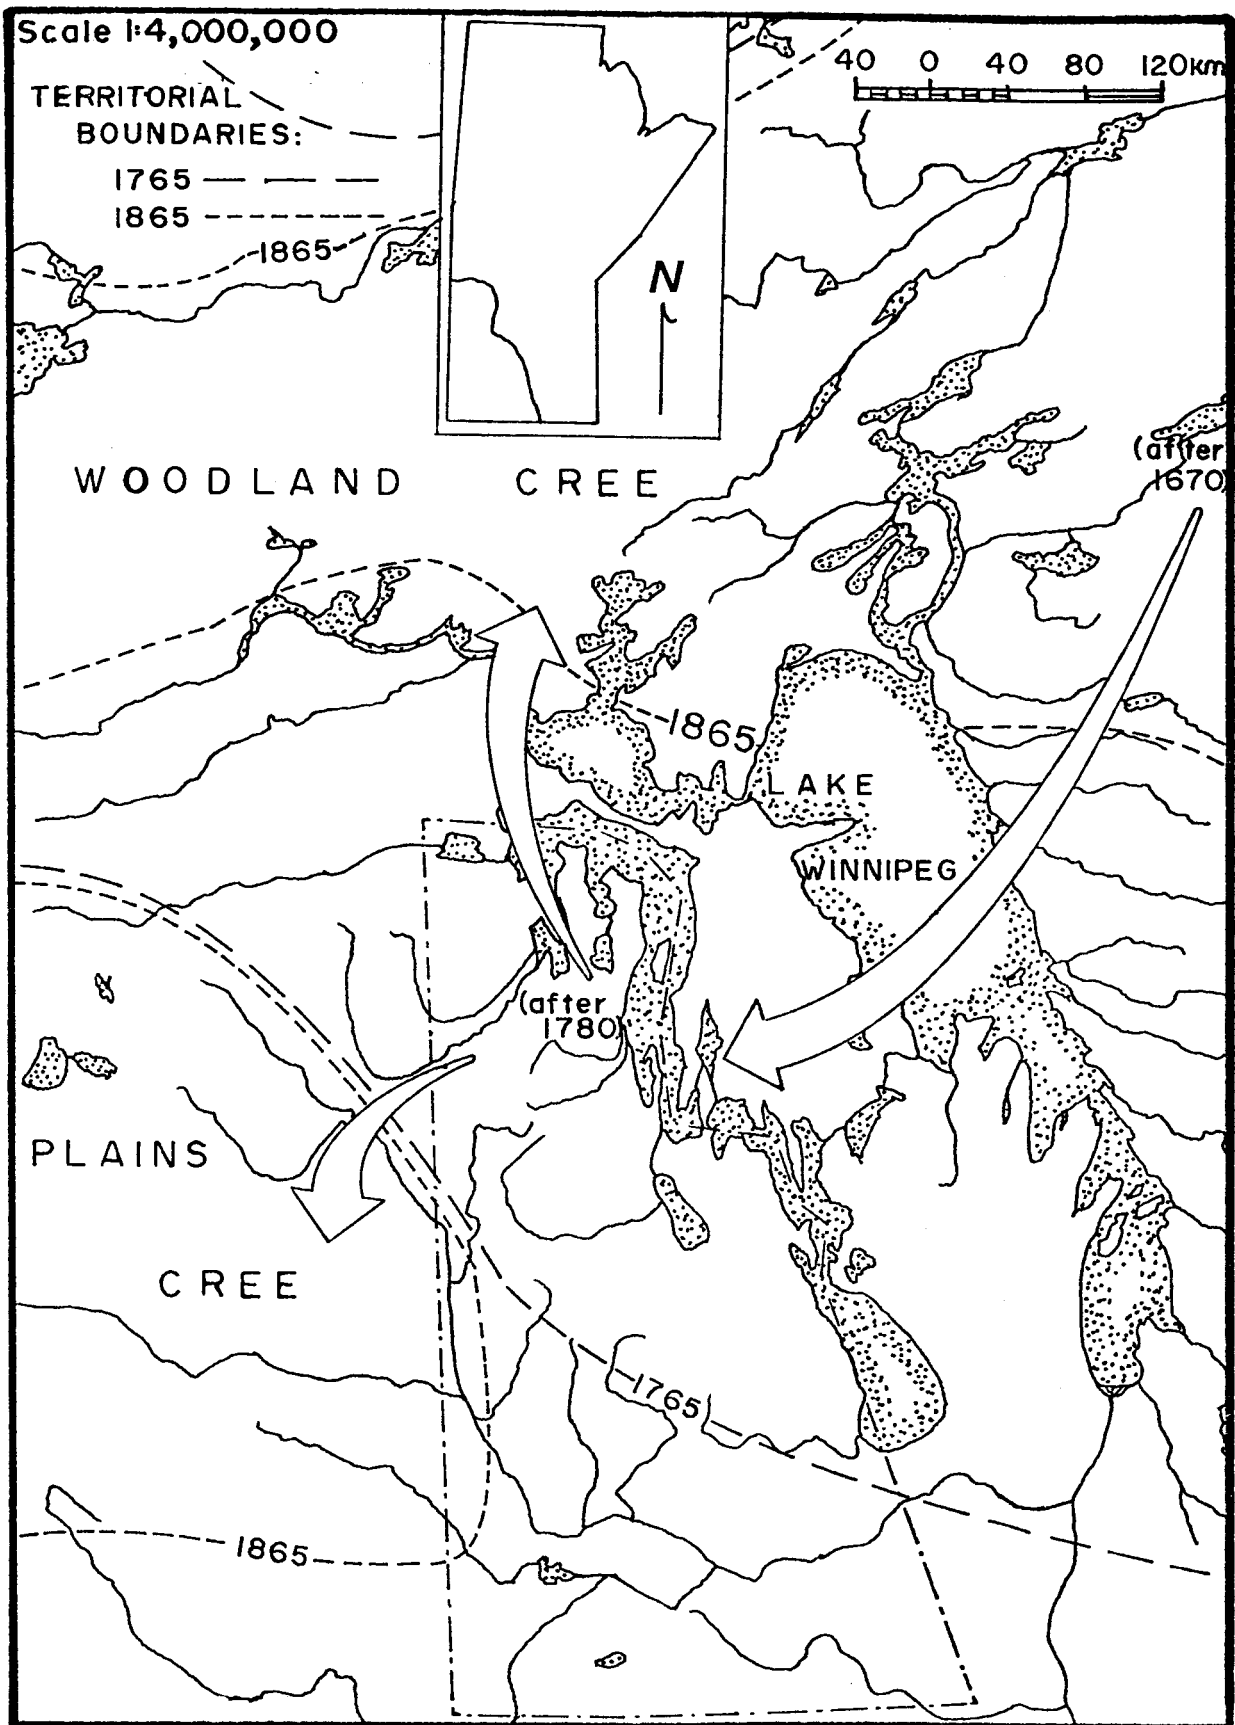 Scale 1:4,000,000
40 0 40 80 120km
TERRITORIAL
BOUNDARIES:
1765
1865
1865
N
(after
1670)
WOODLAND CREE
1865
LAKE
WINNIPEG
(after
1780)
PLAINS
CREE
1765
1865